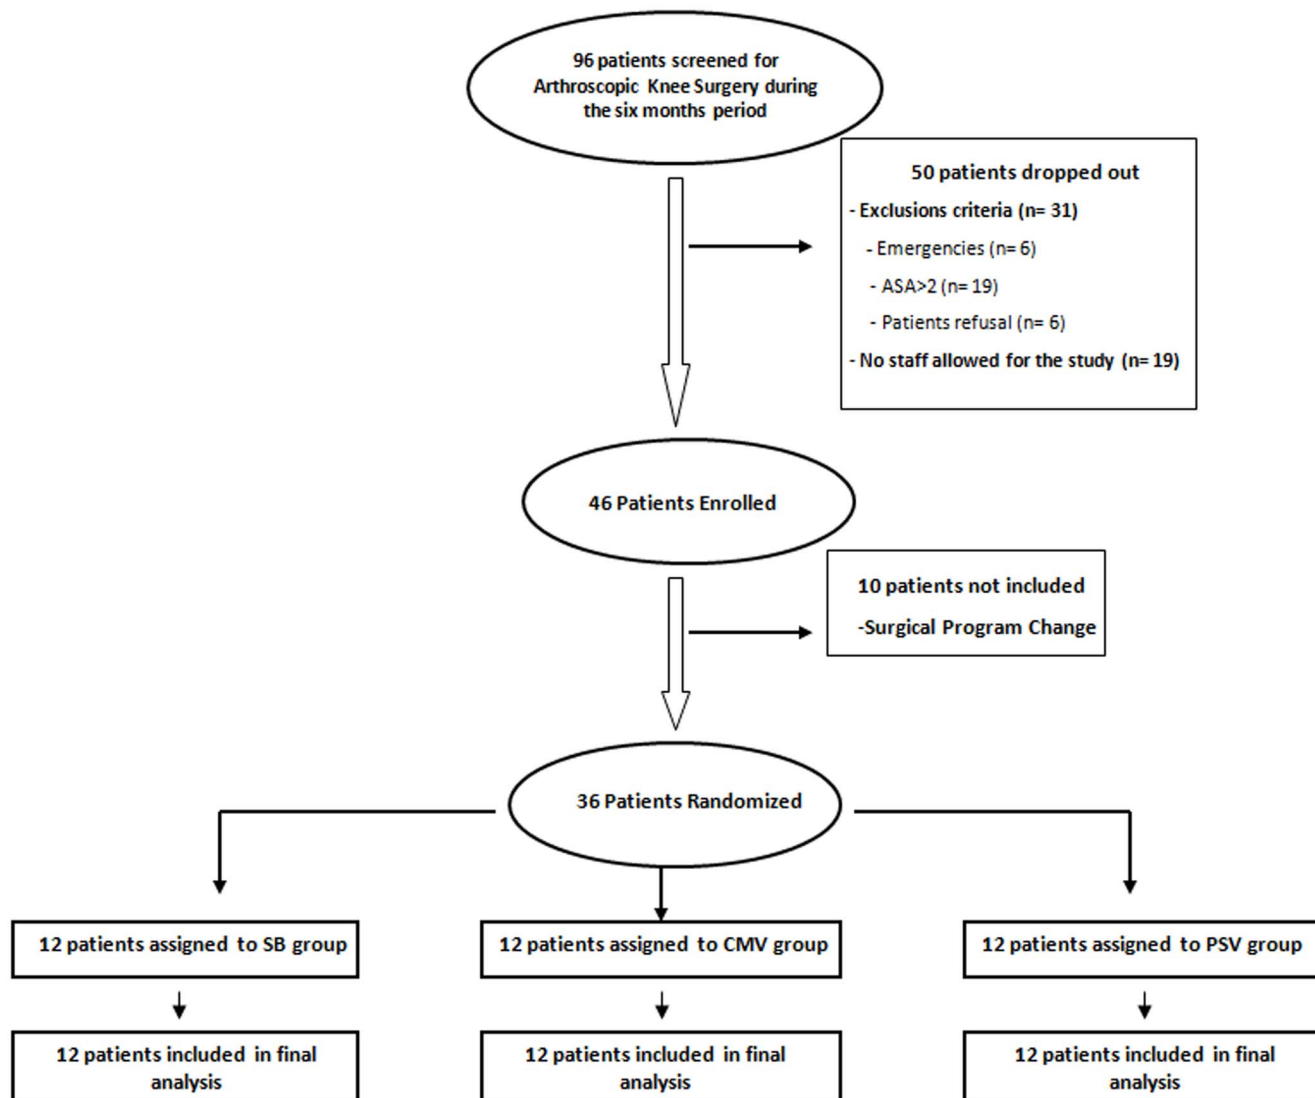 96 patients screened for
Arthroscopic Knee Surgery during
the six months period
50 patients dropped out
- Exclusions criteria (n= 31)
- Emergencies (n= 6)
- ASA>2 (n= 19)
- Patients refusal (n= 6)
- No staff allowed for the study (n= 19)
46 Patients Enrolled
10 patients not included
-Surgical Program Change
36 Patients Randomized
12 patients assigned to SB group
12 patients assigned to CMV group
12 patients assigned to PSV group
12 patients included in final
analysis
12 patients included in final
analysis
12 patients included in final
analysis